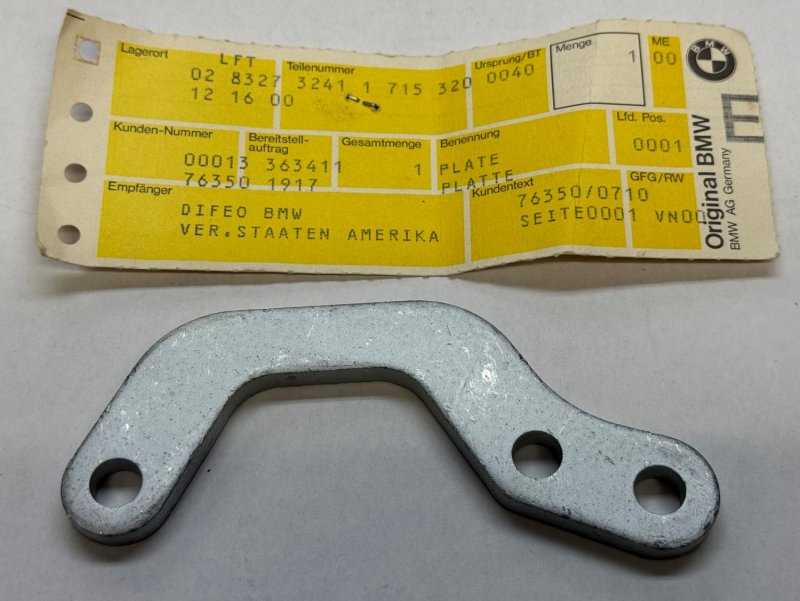 Lagerort
LFT
02 8327
12 16 00
Teilenummer
3241 1 715 320
Ursprung/BT
0040
Menge
1
ME
00
BMW
Kunden-Nummer
00013
76350
Bereitstell-
auftrag
363411
1917
Gesamtmenge
1
Benennung
PLATE
PLATTE
Lfd. Pos.
0001
Empfänger
DIFEO BMW
VER.STAATEN AMERIKA
Kundentext
76350/0710
SEITE0001 VN00
GFG/RW
E
Original BMW
BMW AG Germany